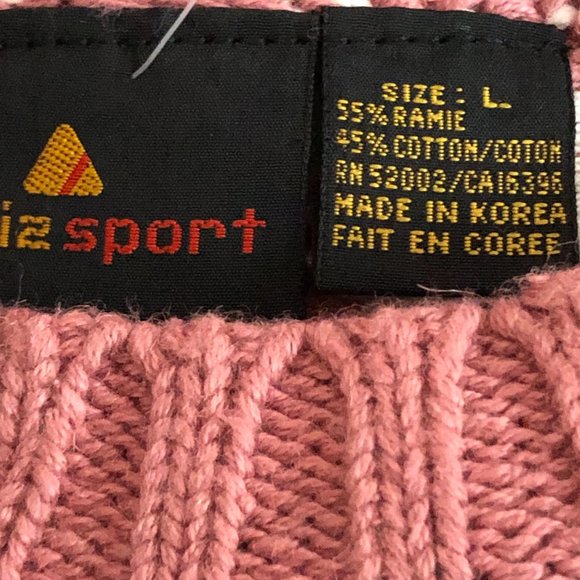 iz sport
SIZE: L
55% RAMIE
45% COTTON/COTON
RN 52002/CA16396
MADE IN KOREA
FAIT EN COREE